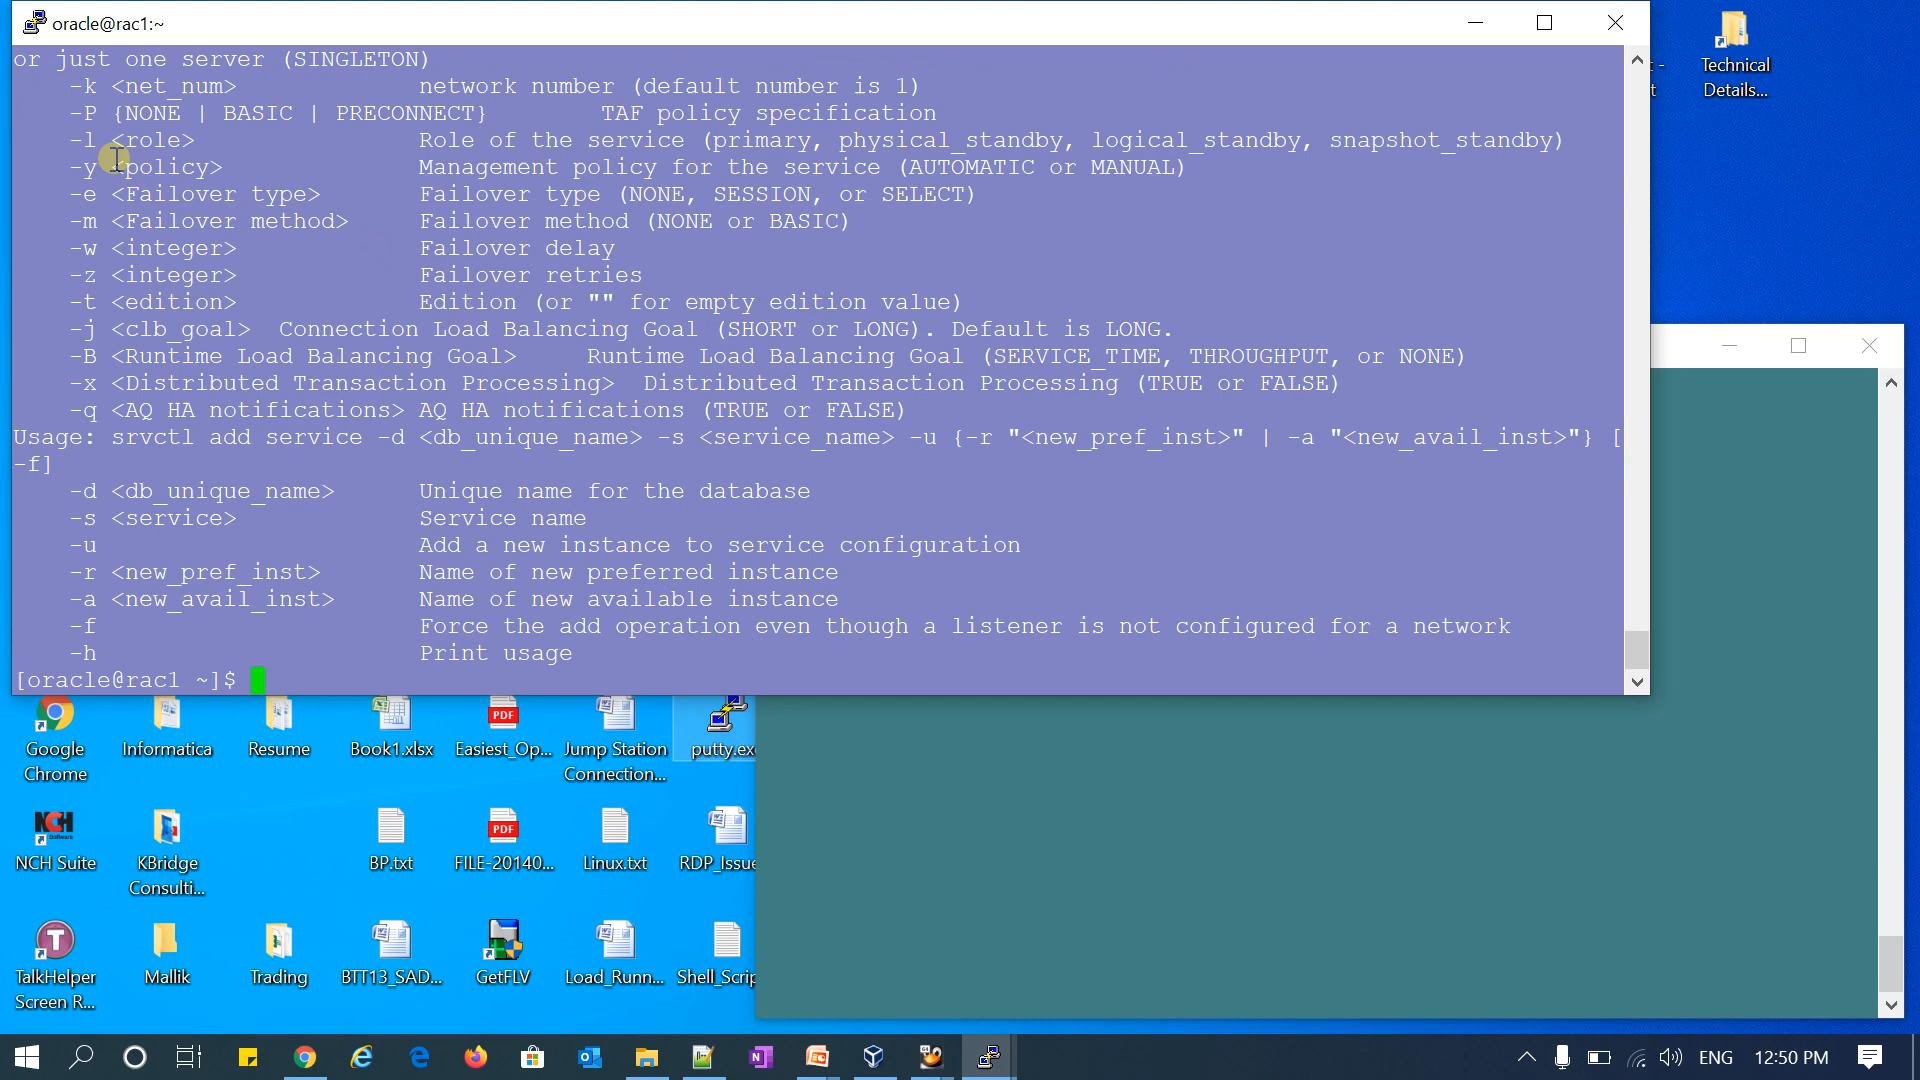 oracle@rac1:~
or just one server (SINGLETON)
-k <net_num> network number (default number is 1)
-P {NONE | BASIC | PRECONNECT} TAF policy specification
-l <role> Role of the service (primary, physical_standby, logical_standby, snapshot_standby)
-y <policy> Management policy for the service (AUTOMATIC or MANUAL)
-e <Failover type> Failover type (NONE, SESSION, or SELECT)
-m <Failover method> Failover method (NONE or BASIC)
-w <integer> Failover delay
-z <integer> Failover retries
-t <edition> Edition (or "" for empty edition value)
-j <clb_goal> Connection Load Balancing Goal (SHORT or LONG). Default is LONG.
-B <Runtime Load Balancing Goal> Runtime Load Balancing Goal (SERVICE_TIME, THROUGHPUT, or NONE)
-x <Distributed Transaction Processing> Distributed Transaction Processing (TRUE or FALSE)
-q <AQ HA notifications> AQ HA notifications (TRUE or FALSE)
Usage: srvctl add service -d <db_unique_name> -s <service_name> -u {-r "<new_pref_inst>" | -a "<new_avail_inst>"} [
-f]
-d <db_unique_name> Unique name for the database
-s <service> Service name
-u Add a new instance to service configuration
-r <new_pref_inst> Name of new preferred instance
-a <new_avail_inst> Name of new available instance
-f Force the add operation even though a listener is not configured for a network
-h Print usage
[oracle@rac1 ~]$
Technical
Details...
Google
Chrome
Informatica
Resume
Book1.xlsx
Easiest_Op...
Jump Station
Connection...
putty.exe
NCH Suite
KBridge
Consulti...
BP.txt
FILE-20140...
Linux.txt
RDP_Issue
TalkHelper
Screen R...
Mallik
Trading
BTT13_SAD...
GetFLV
Load_Runn...
Shell_Scrip
ENG
12:50 PM